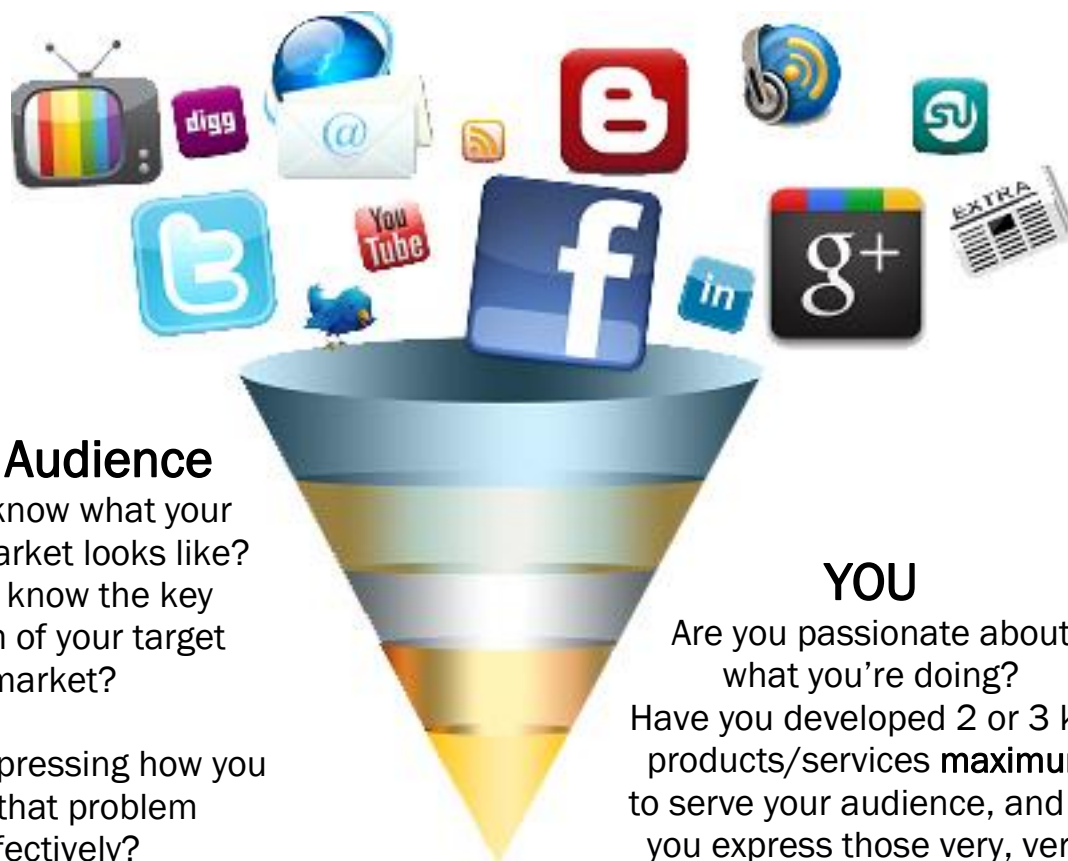 digg
@
You
Tube
f
in
g+
EXTRA
Audience
know what your
arket looks like?
know the key
n of your target
market?
pressing how you
that problem
fectively?
YOU
Are you passionate about
what you’re doing?
Have you developed 2 or 3 k
products/services maximu
to serve your audience, and
you express those very, ver